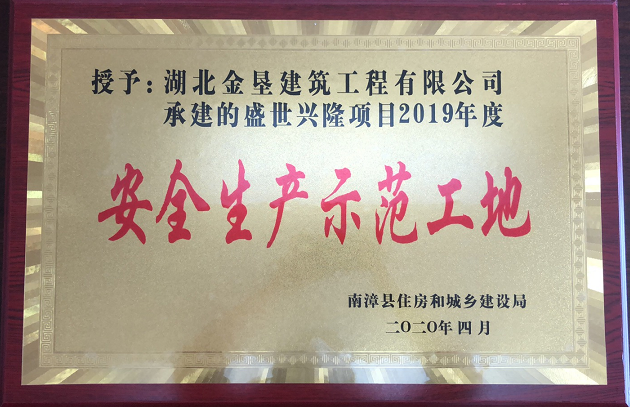 授予：湖北金垦建筑工程有限公司
承建的盛世兴隆项目2019年度
安全生产示范工地
南漳县住房和城乡建设局
二〇二〇年四月